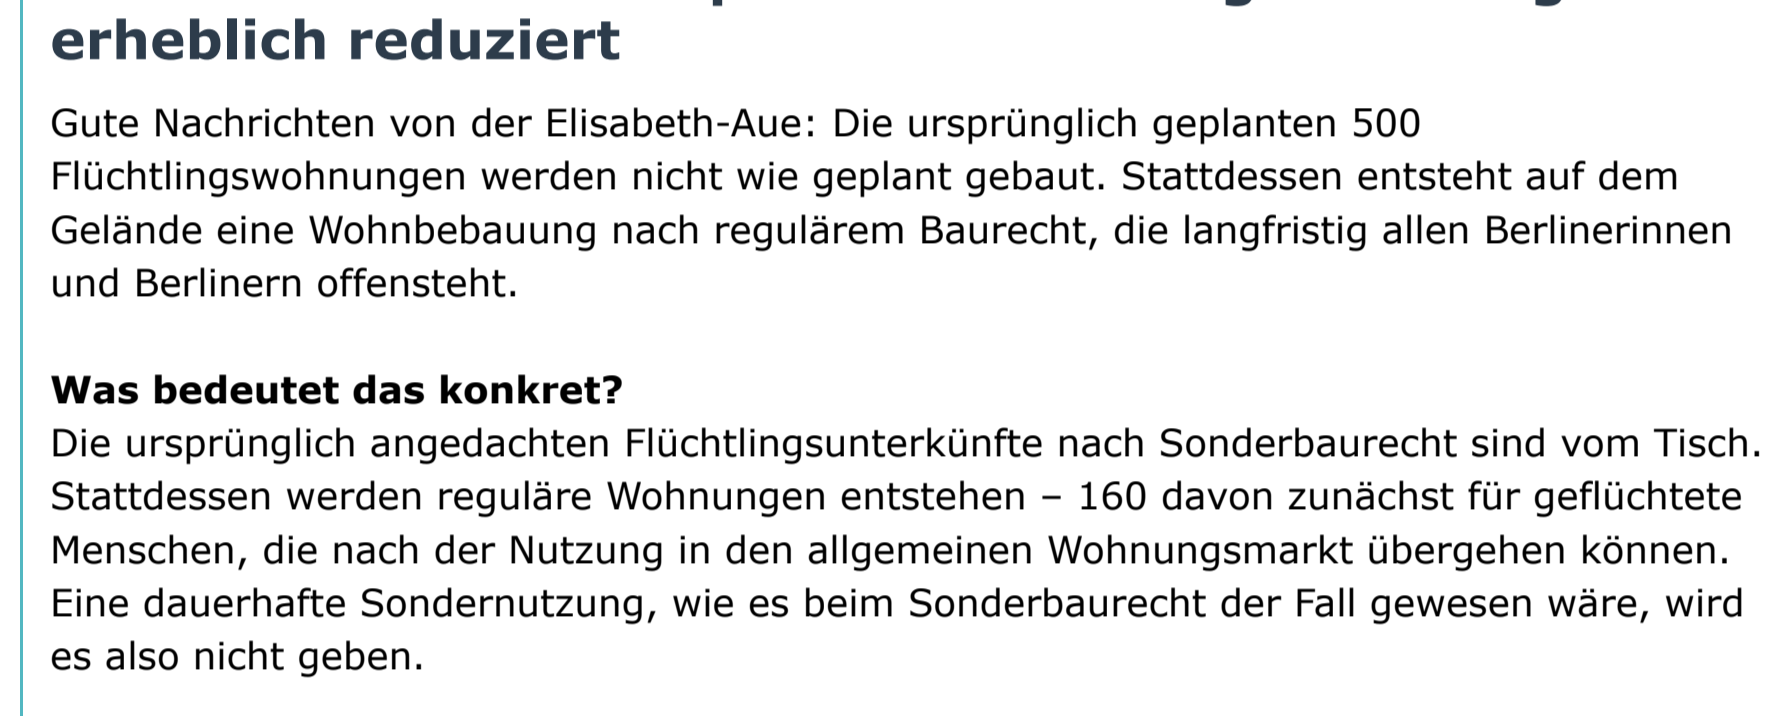 erheblich reduziert
Gute Nachrichten von der Elisabeth-Aue: Die ursprünglich geplanten 500
Flüchtlingswohnungen werden nicht wie geplant gebaut. Stattdessen entsteht auf dem
Gelände eine Wohnbebauung nach regulärem Baurecht, die langfristig allen Berlinerinnen
und Berlinern offensteht.
Was bedeutet das konkret?
Die ursprünglich angedachten Flüchtlingsunterkünfte nach Sonderbaurecht sind vom Tisch.
Stattdessen werden reguläre Wohnungen entstehen – 160 davon zunächst für geflüchtete
Menschen, die nach der Nutzung in den allgemeinen Wohnungsmarkt übergehen können.
Eine dauerhafte Sondernutzung, wie es beim Sonderbaurecht der Fall gewesen wäre, wird
es also nicht geben.